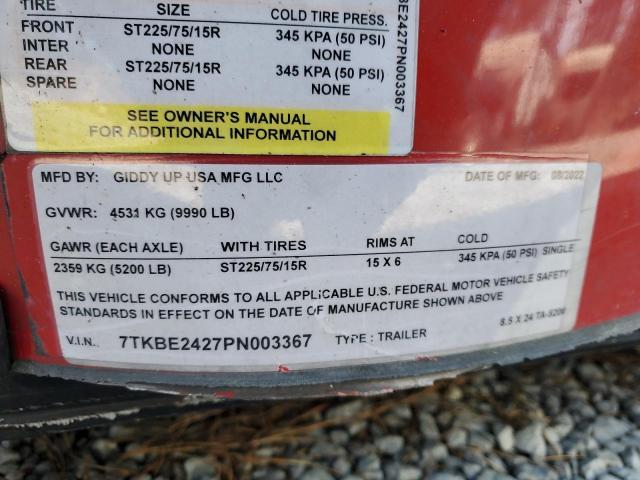 TIRE SIZE COLD TIRE PRESS.
FRONT ST225/75/15R 345 KPA (50 PSI)
INTER NONE NONE
REAR ST225/75/15R 345 KPA (50 PSI)
SPARE NONE NONE
BE2427PN003367
SEE OWNER'S MANUAL
FOR ADDITIONAL INFORMATION
MFD BY: GIDDY UP USA MFG LLC DATE OF MFG: 08/2022
GVWR: 4531 KG (9990 LB)
GAWR (EACH AXLE) WITH TIRES RIMS AT COLD
2359 KG (5200 LB) ST225/75/15R 15 X 6 345 KPA (50 PSI) SINGLE
THIS VEHICLE CONFORMS TO ALL APPLICABLE U.S. FEDERAL MOTOR VEHICLE SAFETY
STANDARDS IN EFFECT ON THE DATE OF MANUFACTURE SHOWN ABOVE
8.5 X 24 TA-5200
V.I.N. 7TKBE2427PN003367 TYPE: TRAILER